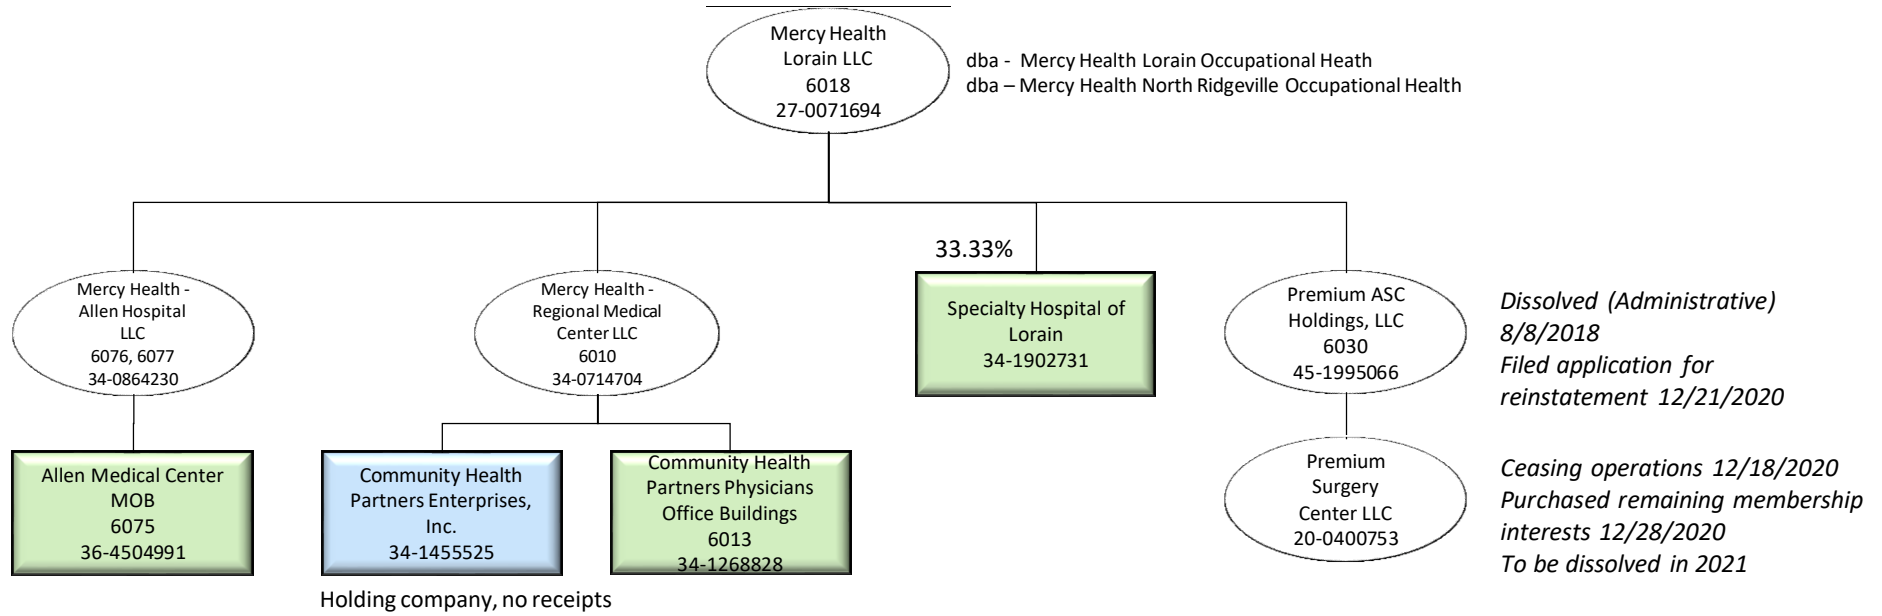 Mercy Health
Lorain LLC
6018
27-0071694
dba -  Mercy Health Lorain Occupational Heath
dba – Mercy Health North Ridgeville Occupational Health
33.33%
Mercy Health -
Allen Hospital
LLC
6076, 6077
34-0864230
Mercy Health -
Regional Medical
Center LLC
6010
34-0714704
Specialty Hospital of
Lorain
34-1902731
Premium ASC
Holdings, LLC
6030
45-1995066
Dissolved (Administrative)
8/8/2018
Filed application for
reinstatement 12/21/2020
Allen Medical Center
MOB
6075
36-4504991
Community Health
Partners Enterprises,
Inc.
34-1455525
Community Health
Partners Physicians
Office Buildings
6013
34-1268828
Premium
Surgery
Center LLC
20-0400753
Ceasing operations 12/18/2020
Purchased remaining membership
interests 12/28/2020
To be dissolved in 2021
Holding company, no receipts